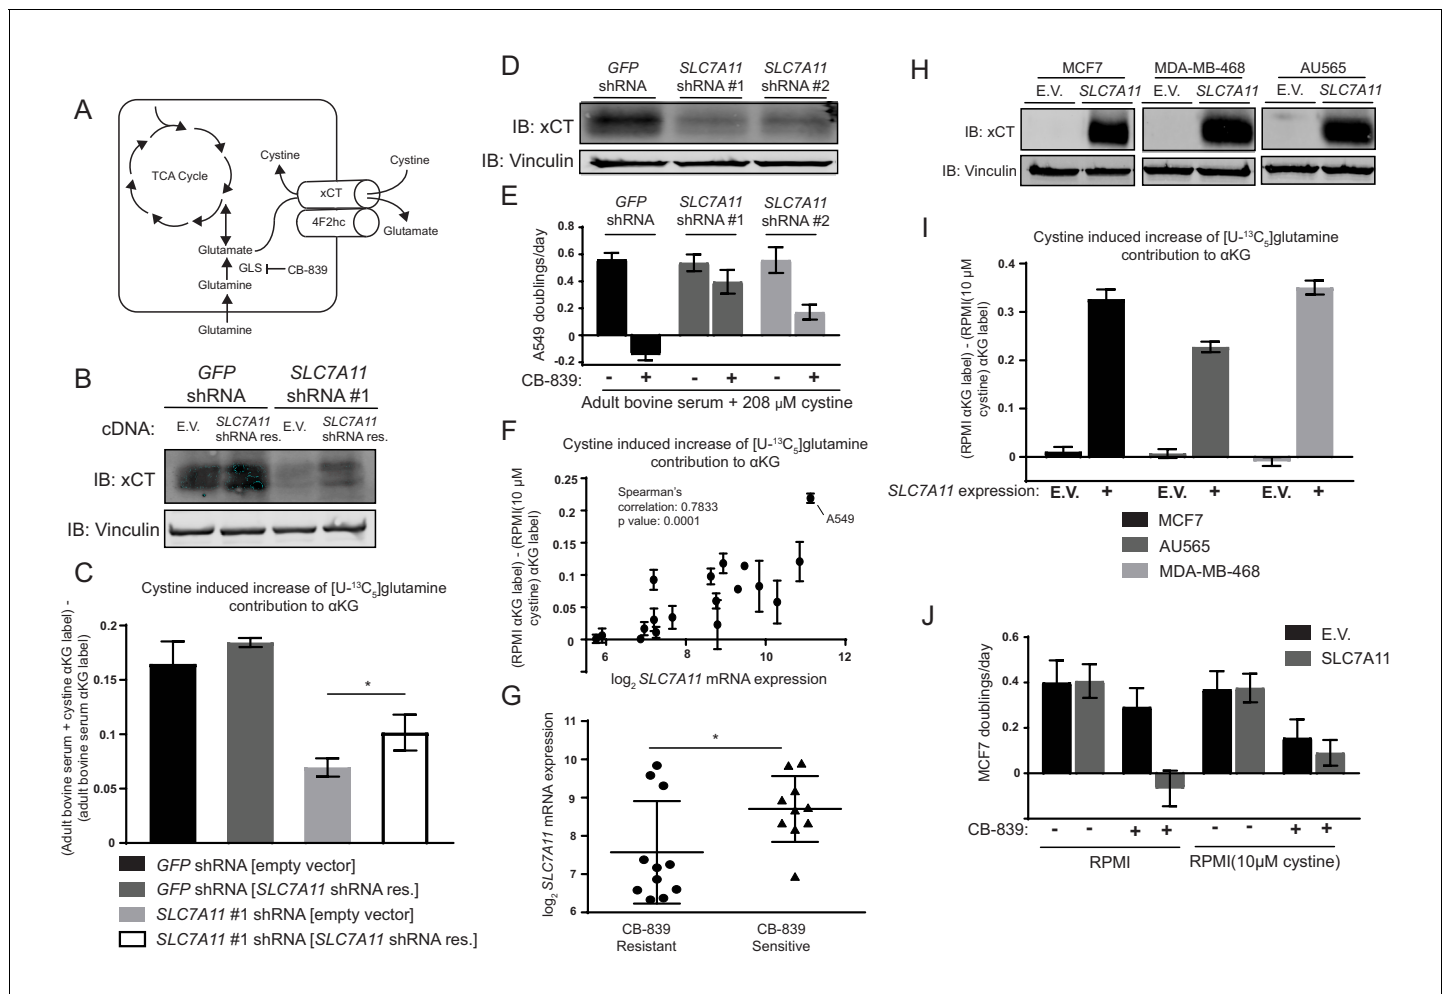 A
Cystine
Cystine
TCA Cycle
xCT
4F2hc
Glutamate
Glutamate
GLS
CB-839
Glutamine
Glutamine
B
GFP
shRNA
SLC7A11
shRNA #1
cDNA:
E.V.
SLC7A11
shRNA res.
E.V.
SLC7A11
shRNA res.
IB: xCT
IB: Vinculin
C
Cystine induced increase of [U-¹³C₅]glutamine
contribution to αKG
(Adult bovine serum + cystine αKG label) -
(adult bovine serum αKG label)
0.2
0.15
0.1
0.05
0
*
GFP shRNA [empty vector]
GFP shRNA [SLC7A11 shRNA res.]
SLC7A11 #1 shRNA [empty vector]
SLC7A11 #1 shRNA [SLC7A11 shRNA res.]
D
GFP
shRNA
SLC7A11
shRNA #1
SLC7A11
shRNA #2
IB: xCT
IB: Vinculin
E
GFP
shRNA
SLC7A11
shRNA #1
SLC7A11
shRNA #2
A549 doublings/day
0.8
0.6
0.4
0.2
0
-0.2
CB-839: - + - + - +
Adult bovine serum + 208 µM cystine
F
Cystine induced increase of [U-¹³C₅]glutamine
contribution to αKG
(RPMI αKG label) - (RPMI(10 µM
cystine) αKG label)
0.25
0.2
0.15
0.1
0.05
0
Spearman's
correlation: 0.7833
p value: 0.0001
A549
6 8 10 12
log₂ SLC7A11 mRNA expression
G
log₂ SLC7A11 mRNA expression
11
10
9
8
7
6
*
CB-839
Resistant
CB-839
Sensitive
H
MCF7 MDA-MB-468 AU565
E.V. SLC7A11 E.V. SLC7A11 E.V. SLC7A11
IB: xCT
IB: Vinculin
I
Cystine induced increase of [U-¹³C₅]glutamine
contribution to αKG
(RPMI αKG label) - (RPMI(10 µM
cystine) αKG label)
0.4
0.3
0.2
0.1
0
SLC7A11 expression: E.V. + E.V. + E.V. +
MCF7
AU565
MDA-MB-468
J
MCF7 doublings/day
0.6
0.4
0.2
0
E.V.
SLC7A11
CB-839: - - + + - - + +
RPMI
RPMI(10µM cystine)